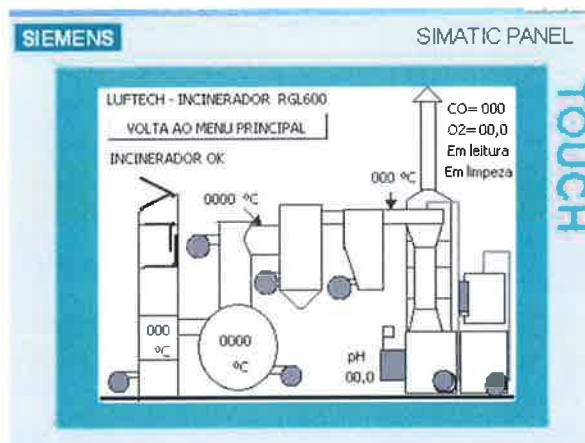 SIEMENS
SIMATIC PANEL
TOUCH
LUFTECH - INCINERADOR RGL600
VOLTA AO MENU PRINCIPAL
INCINERADOR OK
CO= 000
O2= 00,0
Em leitura
Em limpeza
000 ºC
0000 ºC
000
ºC
0000
ºC
pH
00,0